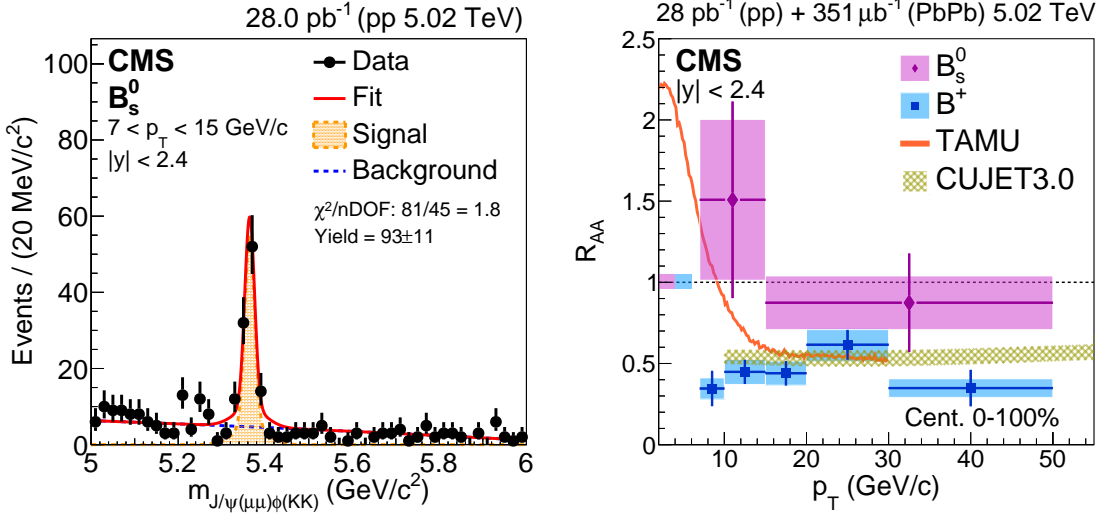 28.0 pb⁻¹ (pp 5.02 TeV)
CMS
B⁰ₛ
7 < p_T < 15 GeV/c
|y| < 2.4
Data
Fit
Signal
Background
χ²/nDOF: 81/45 = 1.8
Yield = 93±11
Events / (20 MeV/c²)
100
80
60
40
20
0
5
5.2
5.4
5.6
5.8
6
m_{J/ψ(μμ)φ(KK)} (GeV/c²)
28 pb⁻¹ (pp) + 351 μb⁻¹ (PbPb) 5.02 TeV
CMS
|y| < 2.4
B⁰ₛ
B⁺
TAMU
CUJET3.0
R_AA
2.5
2
1.5
1
0.5
0
Cent. 0-100%
10
20
30
40
50
p_T (GeV/c)